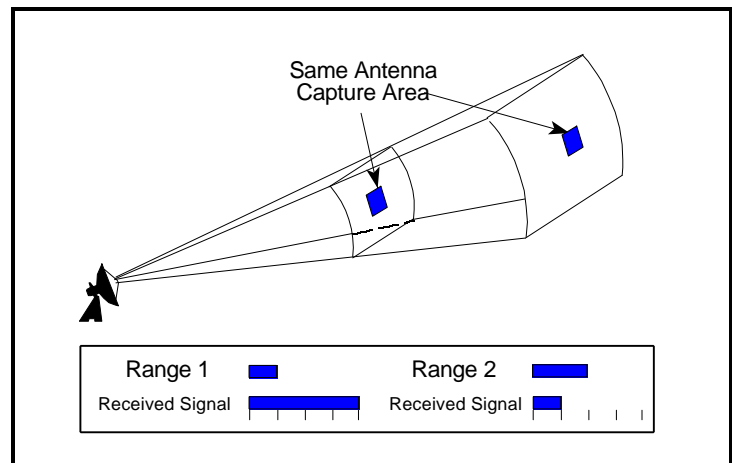 Same Antenna
Capture Area
Range 1
Range 2
Received Signal
Received Signal